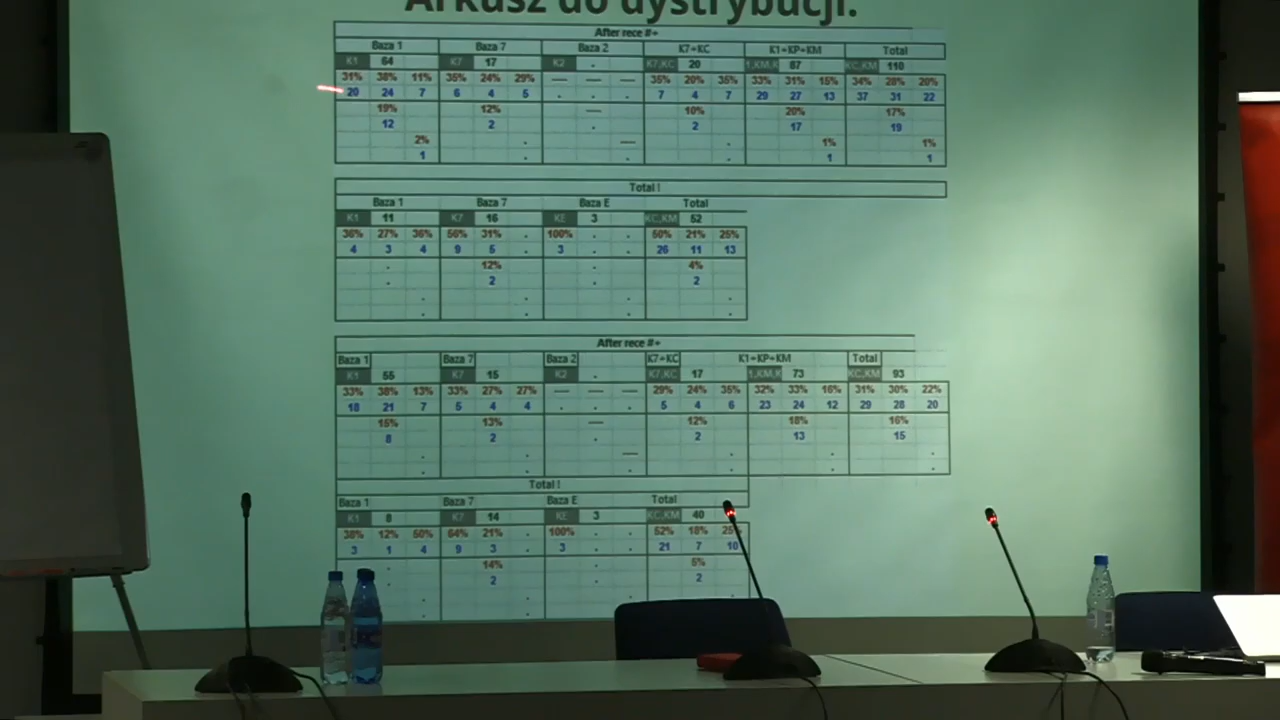 Arkusz do dystrybucji.
After rece #+
Baza 1 Baza 7 Baza 2 K7+KC K1+KP+KM Total
K1 64 K7 17 K2 . K7,KC 20 1,KM,K 87 KC,KM 110
31% 38% 11% 35% 24% 29% — — — 35% 20% 35% 33% 31% 15% 34% 28% 20%
20 24 7 6 4 5 . . . 7 4 7 29 27 13 37 31 22
19% 12% — 10% 20% 17%
12 2 . 2 17 19
2% . — . 1% 1%
1 . . . 1 1
Total !
Baza 1 Baza 7 Baza E Total
K1 11 K7 16 KE 3 KC,KM 52
36% 27% 36% 56% 31% . 100% . . 50% 21% 25%
4 3 4 9 5 . 3 . . 26 11 13
. 12% . 4%
2 2
After rece #+
Baza 1 Baza 7 Baza 2 K7+KC K1+KP+KM Total
K1 55 K7 15 K2 . K7,KC 17 1,KM,K 73 KC,KM 93
33% 38% 13% 33% 27% 27% — — — 29% 24% 35% 32% 33% 16% 31% 30% 22%
18 21 7 5 4 4 . . . 5 4 6 23 24 12 29 28 20
15% 13% — 12% 18% 16%
8 2 . 2 13 15
Total !
Baza 1 Baza 7 Baza E Total
K1 8 K7 14 KE 3 KC,KM 40
38% 12% 50% 64% 21% . 100% . . 52% 18%
3 1 4 9 3 . 3 . . 21 7 10
. 14% . 5%
2 2